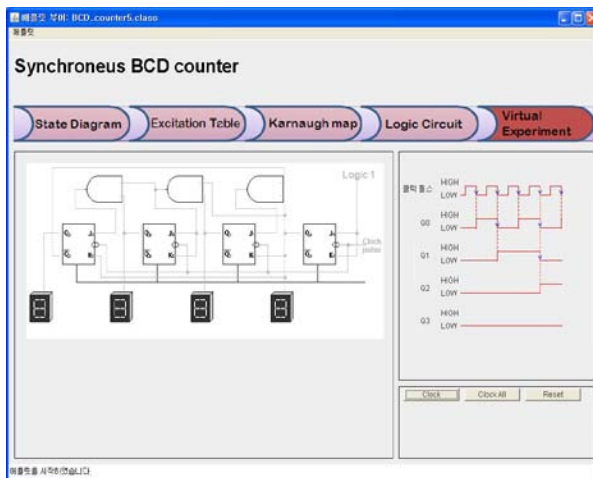 애플릿 뷰어: BCD_counter5.class
애플릿
Synchroneus BCD counter
State Diagram
Excitation Table
Karnaugh map
Logic Circuit
Virtual Experiment
Logic 1
Clock pulse
클럭 펄스
HIGH
LOW
Q0
HIGH
LOW
Q1
HIGH
LOW
Q2
HIGH
LOW
Q3
HIGH
LOW
Clock
Clock All
Reset
애플릿을 시작하였습니다.